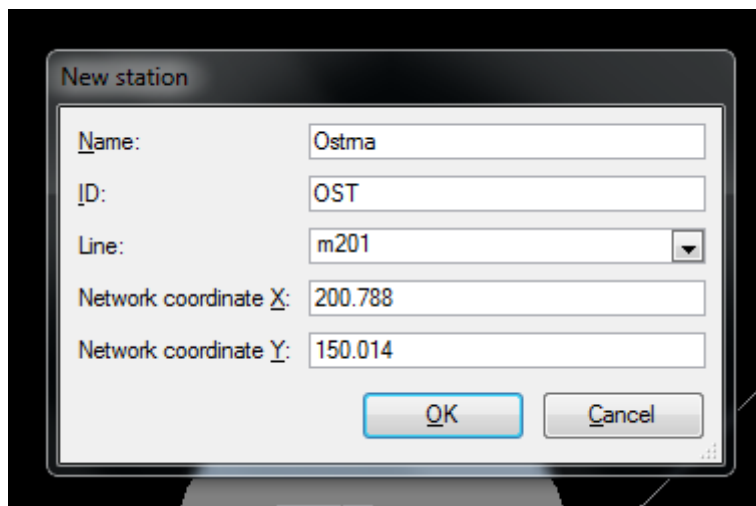 New station
Name: Ostma
ID: OST
Line: m201
Network coordinate X: 200.788
Network coordinate Y: 150.014
OK Cancel